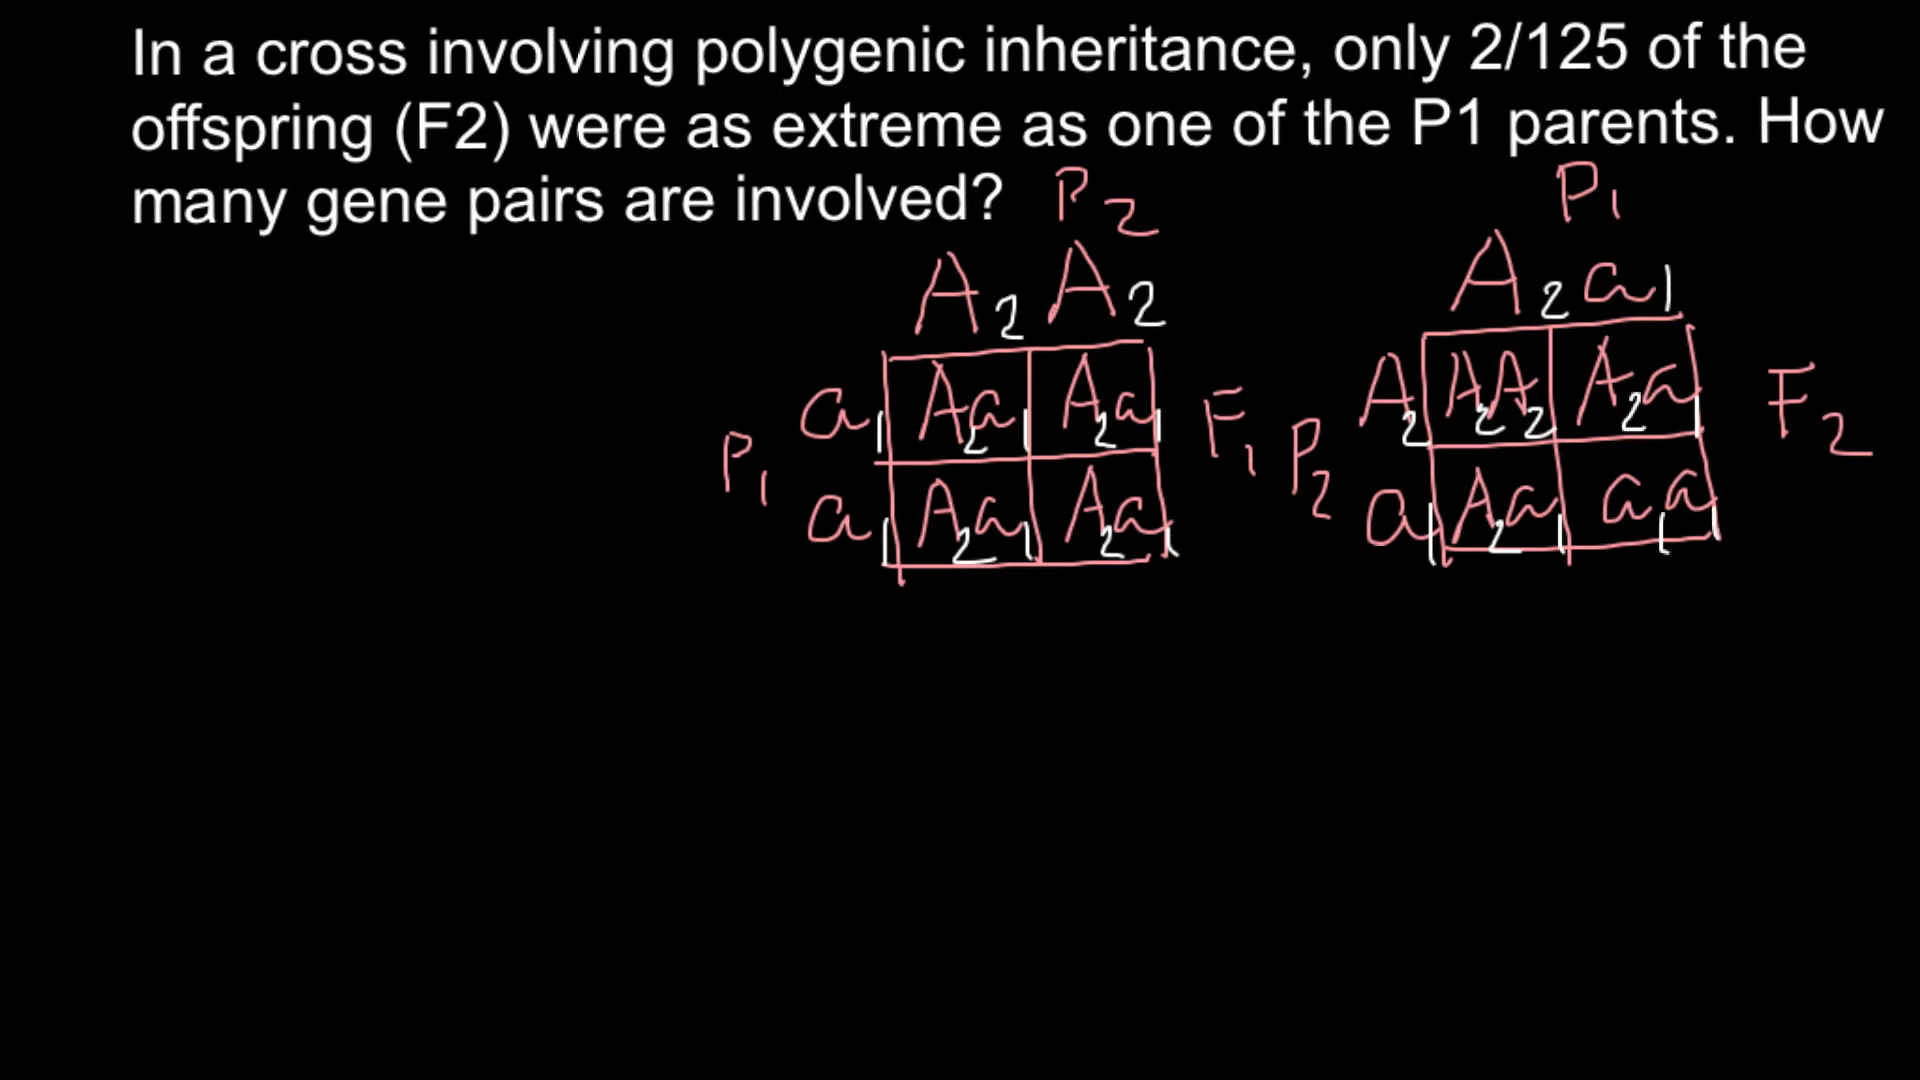 In a cross involving polygenic inheritance, only 2/125 of the
offspring (F2) were as extreme as one of the P1 parents. How
many gene pairs are involved?
P2 P1
A2 A2 A2 a1
a1 A2a1 A2a1 F1 A2 A2A2 A2a1 F2
P1 P2
a1 A2a1 A2a1 a1 A2a1 a1a1